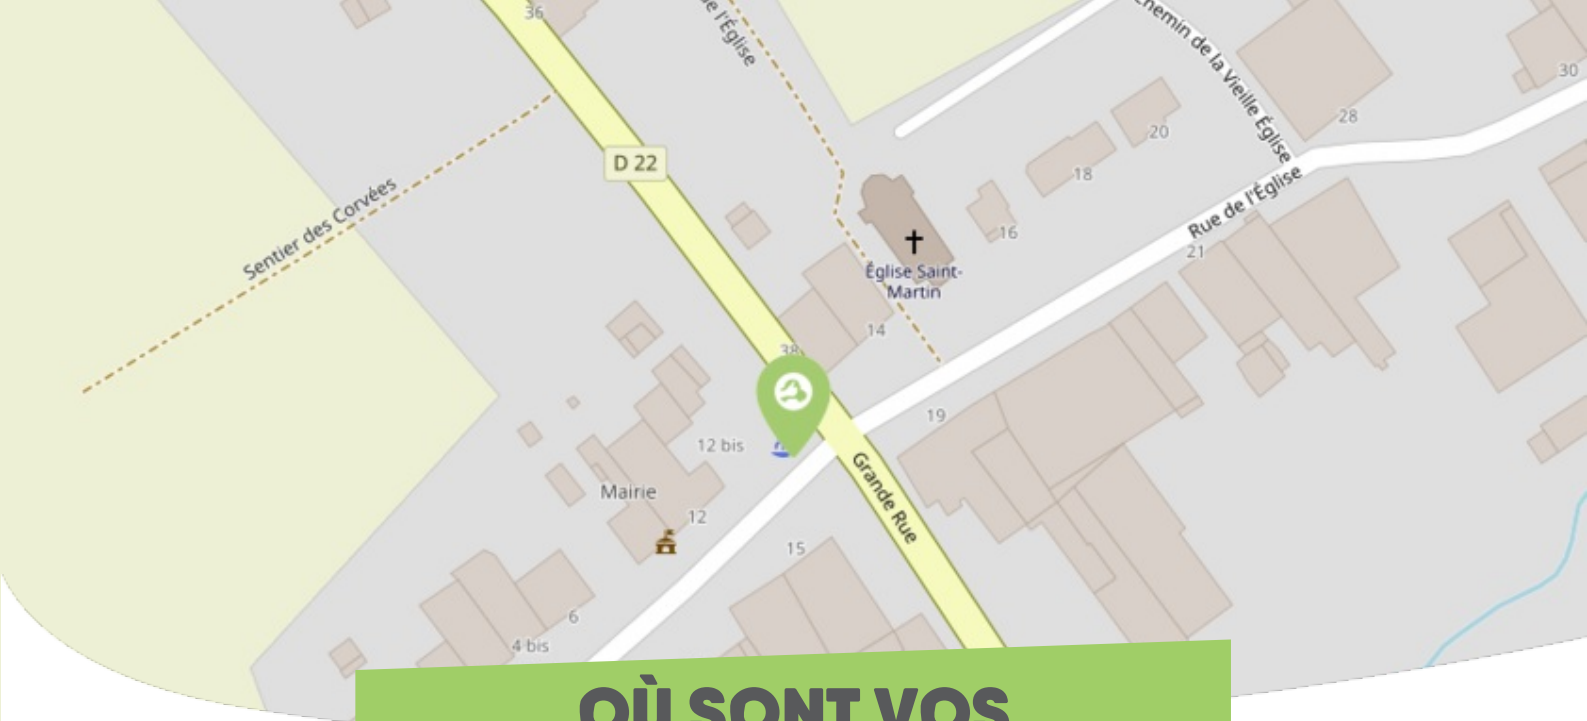 36
de l'Église
Chemin de la Vieille Église
30
28
20
D 22
18
Rue de l'Église
Sentier des Corvées
16
21
Église Saint-
Martin
14
38
19
12 bis
Grande Rue
Mairie
12
15
6
4 bis
OÙ SONT VOS